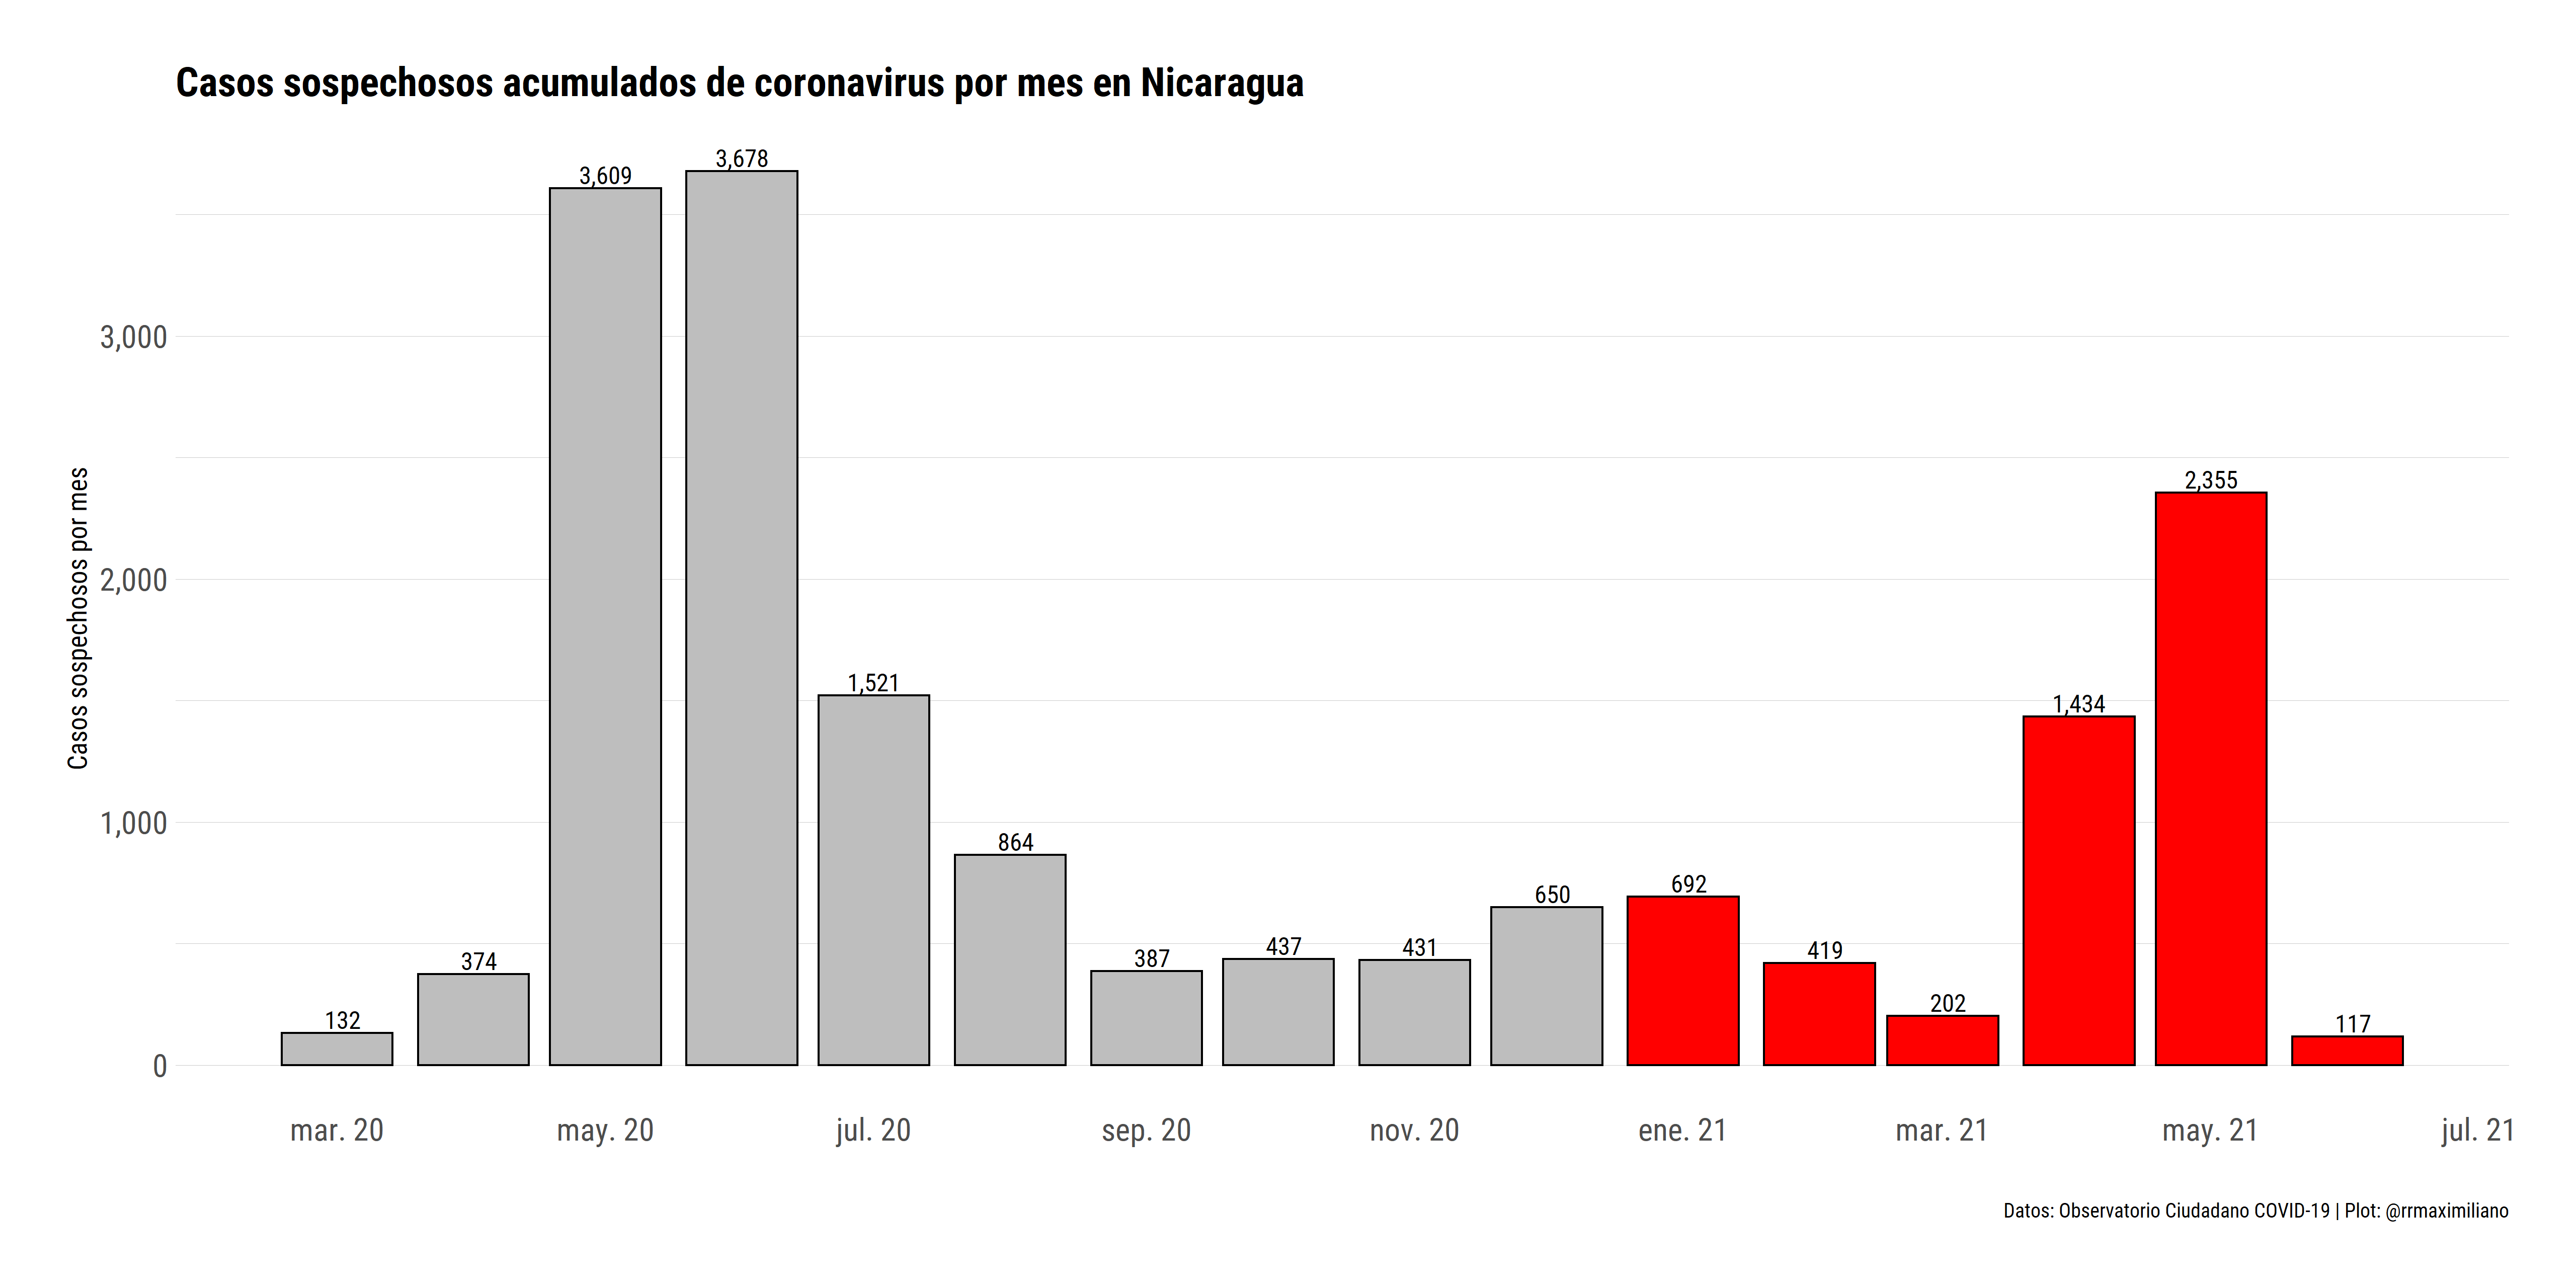 Casos sospechosos acumulados de coronavirus por mes en Nicaragua
Casos sospechosos por mes
3,000
2,000
1,000
0
132
374
3,609
3,678
1,521
864
387
437
431
650
692
419
202
1,434
2,355
117
mar. 20
may. 20
jul. 20
sep. 20
nov. 20
ene. 21
mar. 21
may. 21
jul. 21
Datos: Observatorio Ciudadano COVID-19 | Plot: @rrmaximiliano